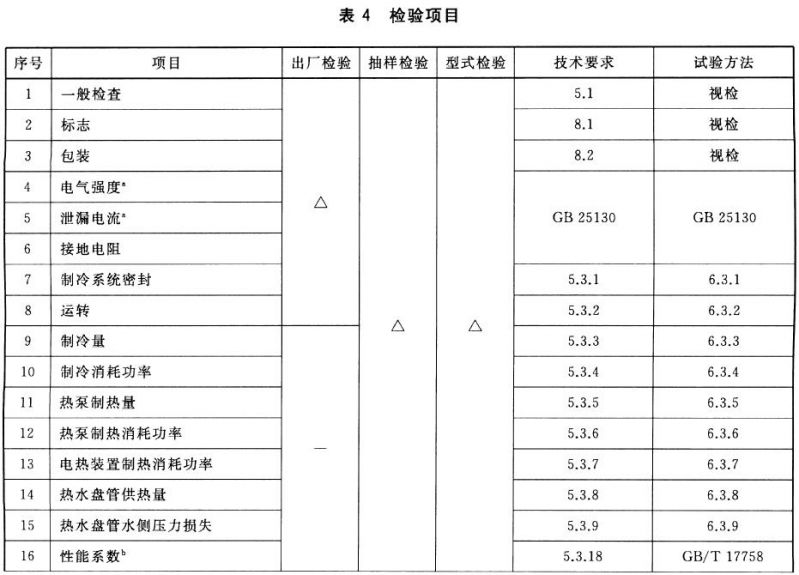 表 4 检验项目
序号 项目 出厂检验 抽样检验 型式检验 技术要求 试验方法
1 一般检查 △ △ △ 5.1 视检
2 标志 8.1 视检
3 包装 8.2 视检
4 电气强度ᵃ GB 25130 GB 25130
5 泄漏电流ᵃ
6 接地电阻
7 制冷系统密封 5.3.1 6.3.1
8 运转 5.3.2 6.3.2
9 制冷量 — 5.3.3 6.3.3
10 制冷消耗功率 5.3.4 6.3.4
11 热泵制热量 5.3.5 6.3.5
12 热泵制热消耗功率 5.3.6 6.3.6
13 电热装置制热消耗功率 5.3.7 6.3.7
14 热水盘管供热量 5.3.8 6.3.8
15 热水盘管水侧压力损失 5.3.9 6.3.9
16 性能系数ᵇ 5.3.18 GB/T 17758